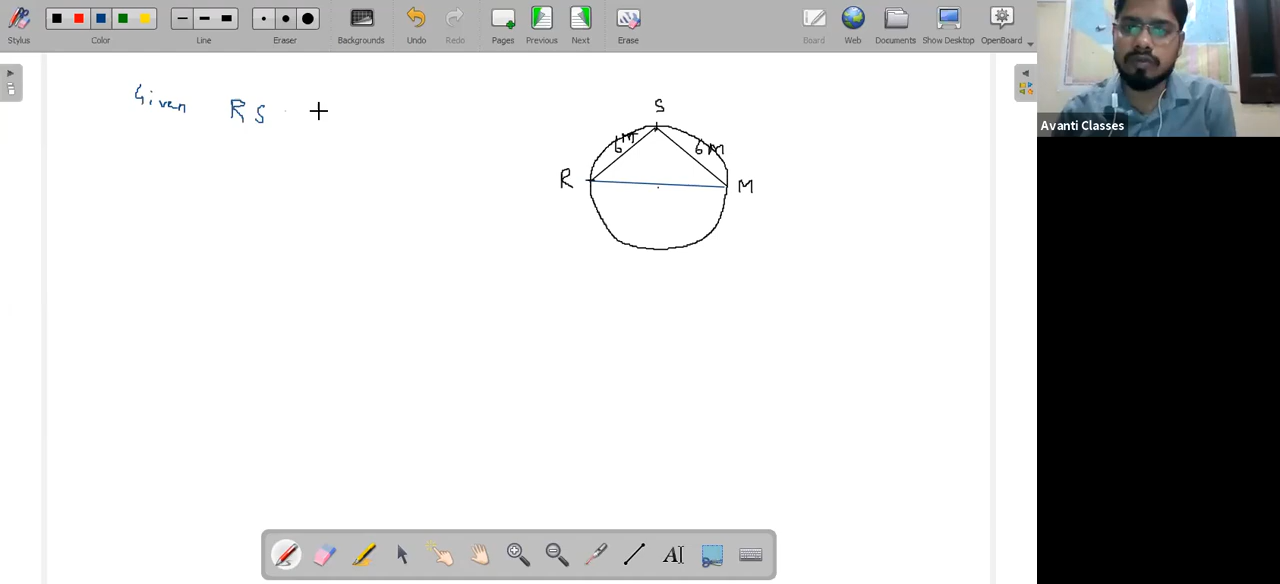 Stylus
Color
Line
Eraser
Backgrounds
Undo
Redo
Pages
Previous
Next
Erase
Board
Web
Documents
Show Desktop
OpenBoard
Avanti Classes
Given RS
S
6M
6M
R
M
A